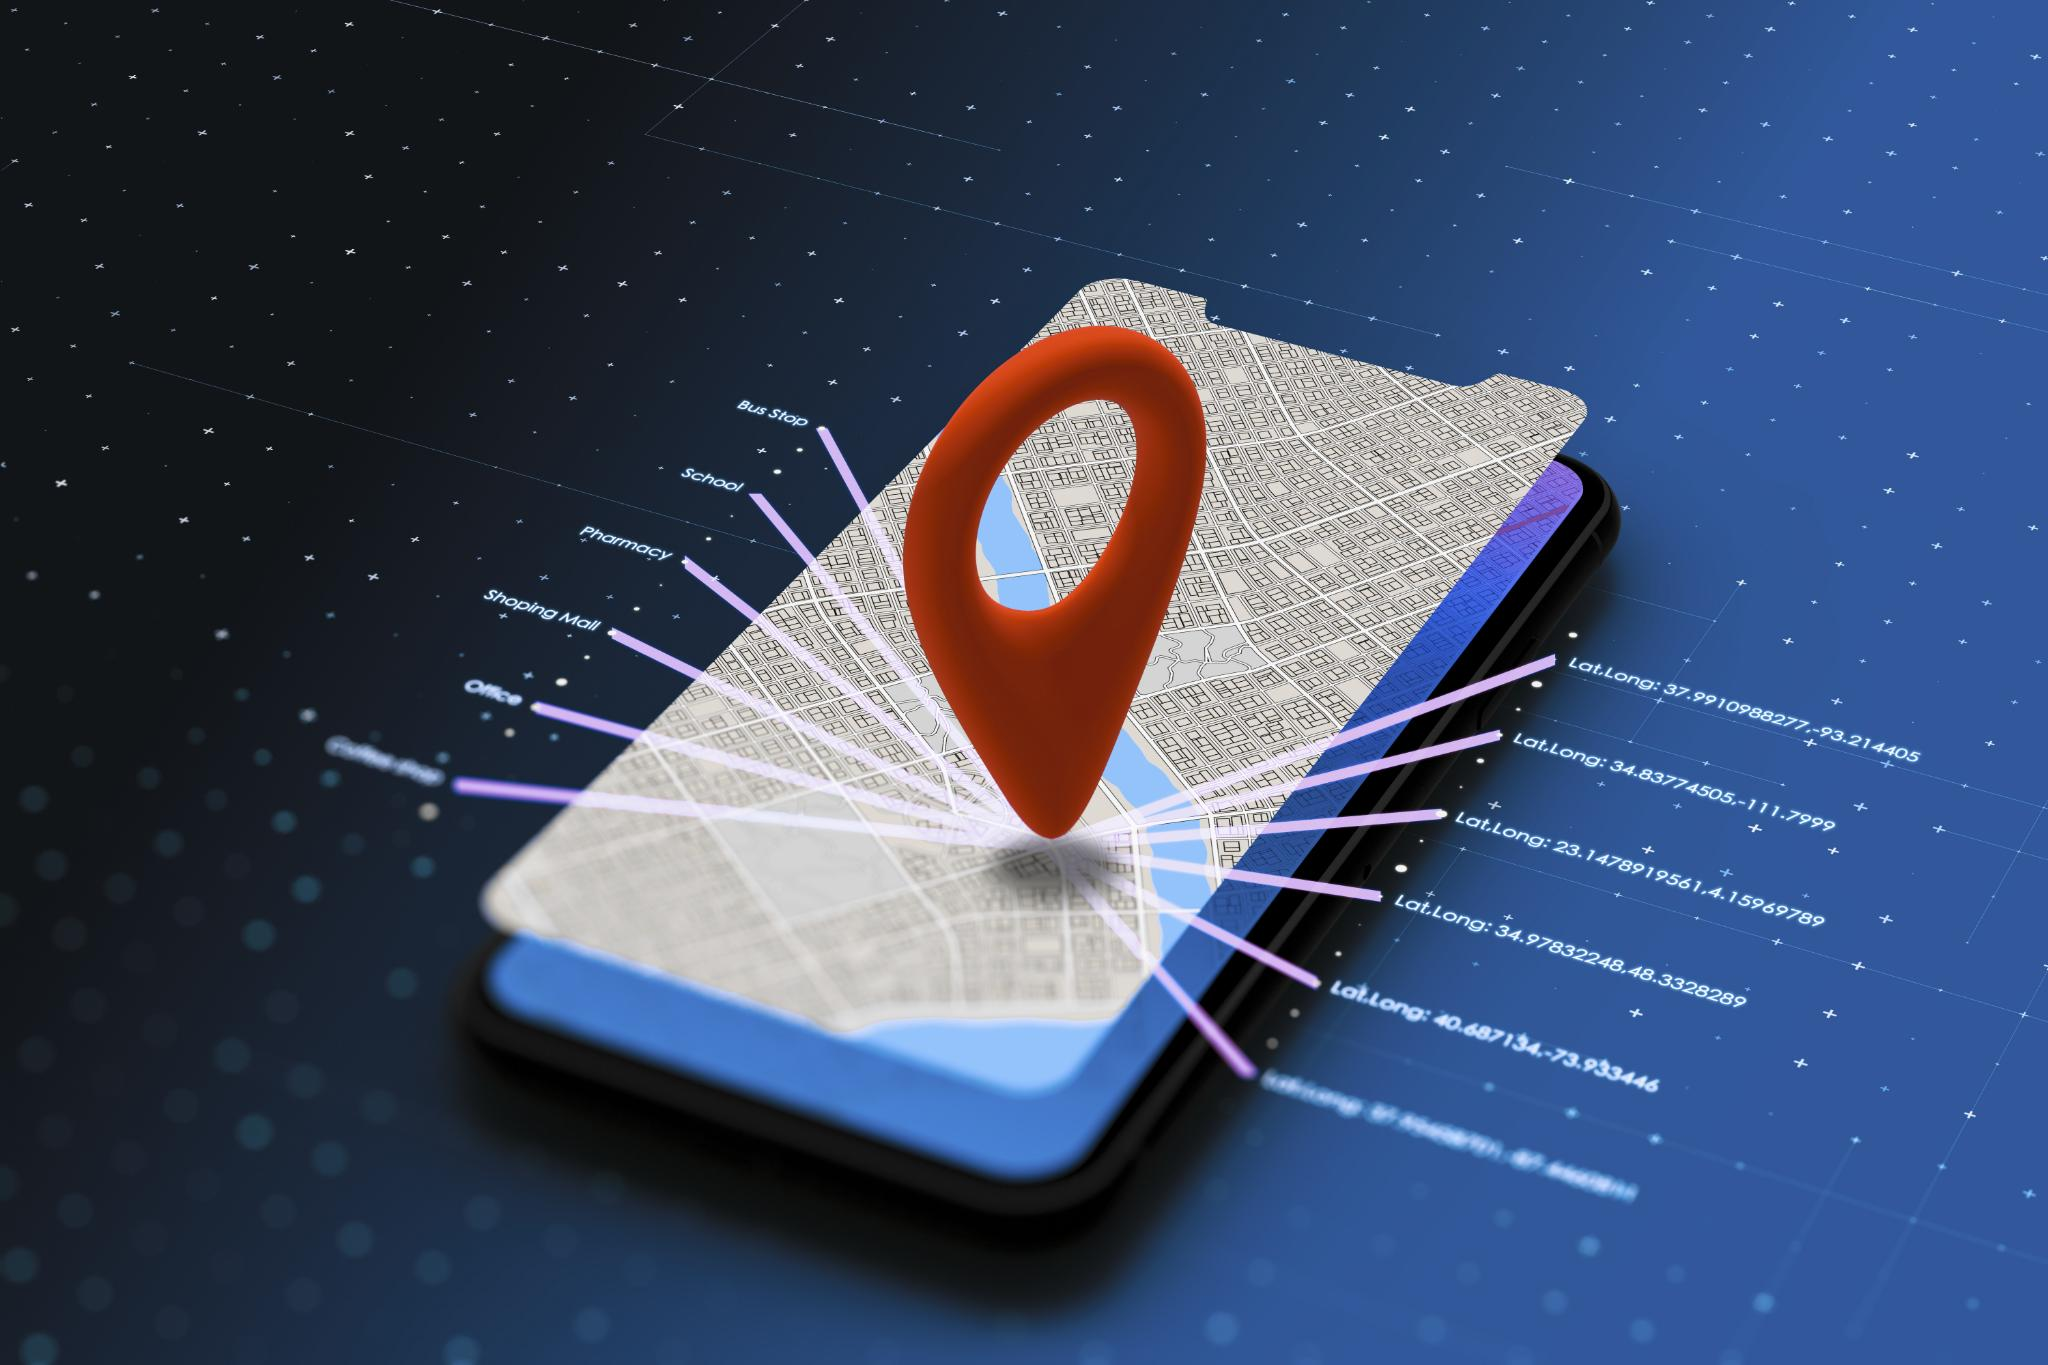 Bus Stop
School
Pharmacy
Shoping Mall
Office
Lat,Long: 37.9910988277,-93.214405
Lat,Long: 34.83774505,-111.7999
Lat,Long: 23.1478919561,4.15969789
Lat,Long: 34.97832248,48.3328289
Lat,Long: 40.687134,-73.933446